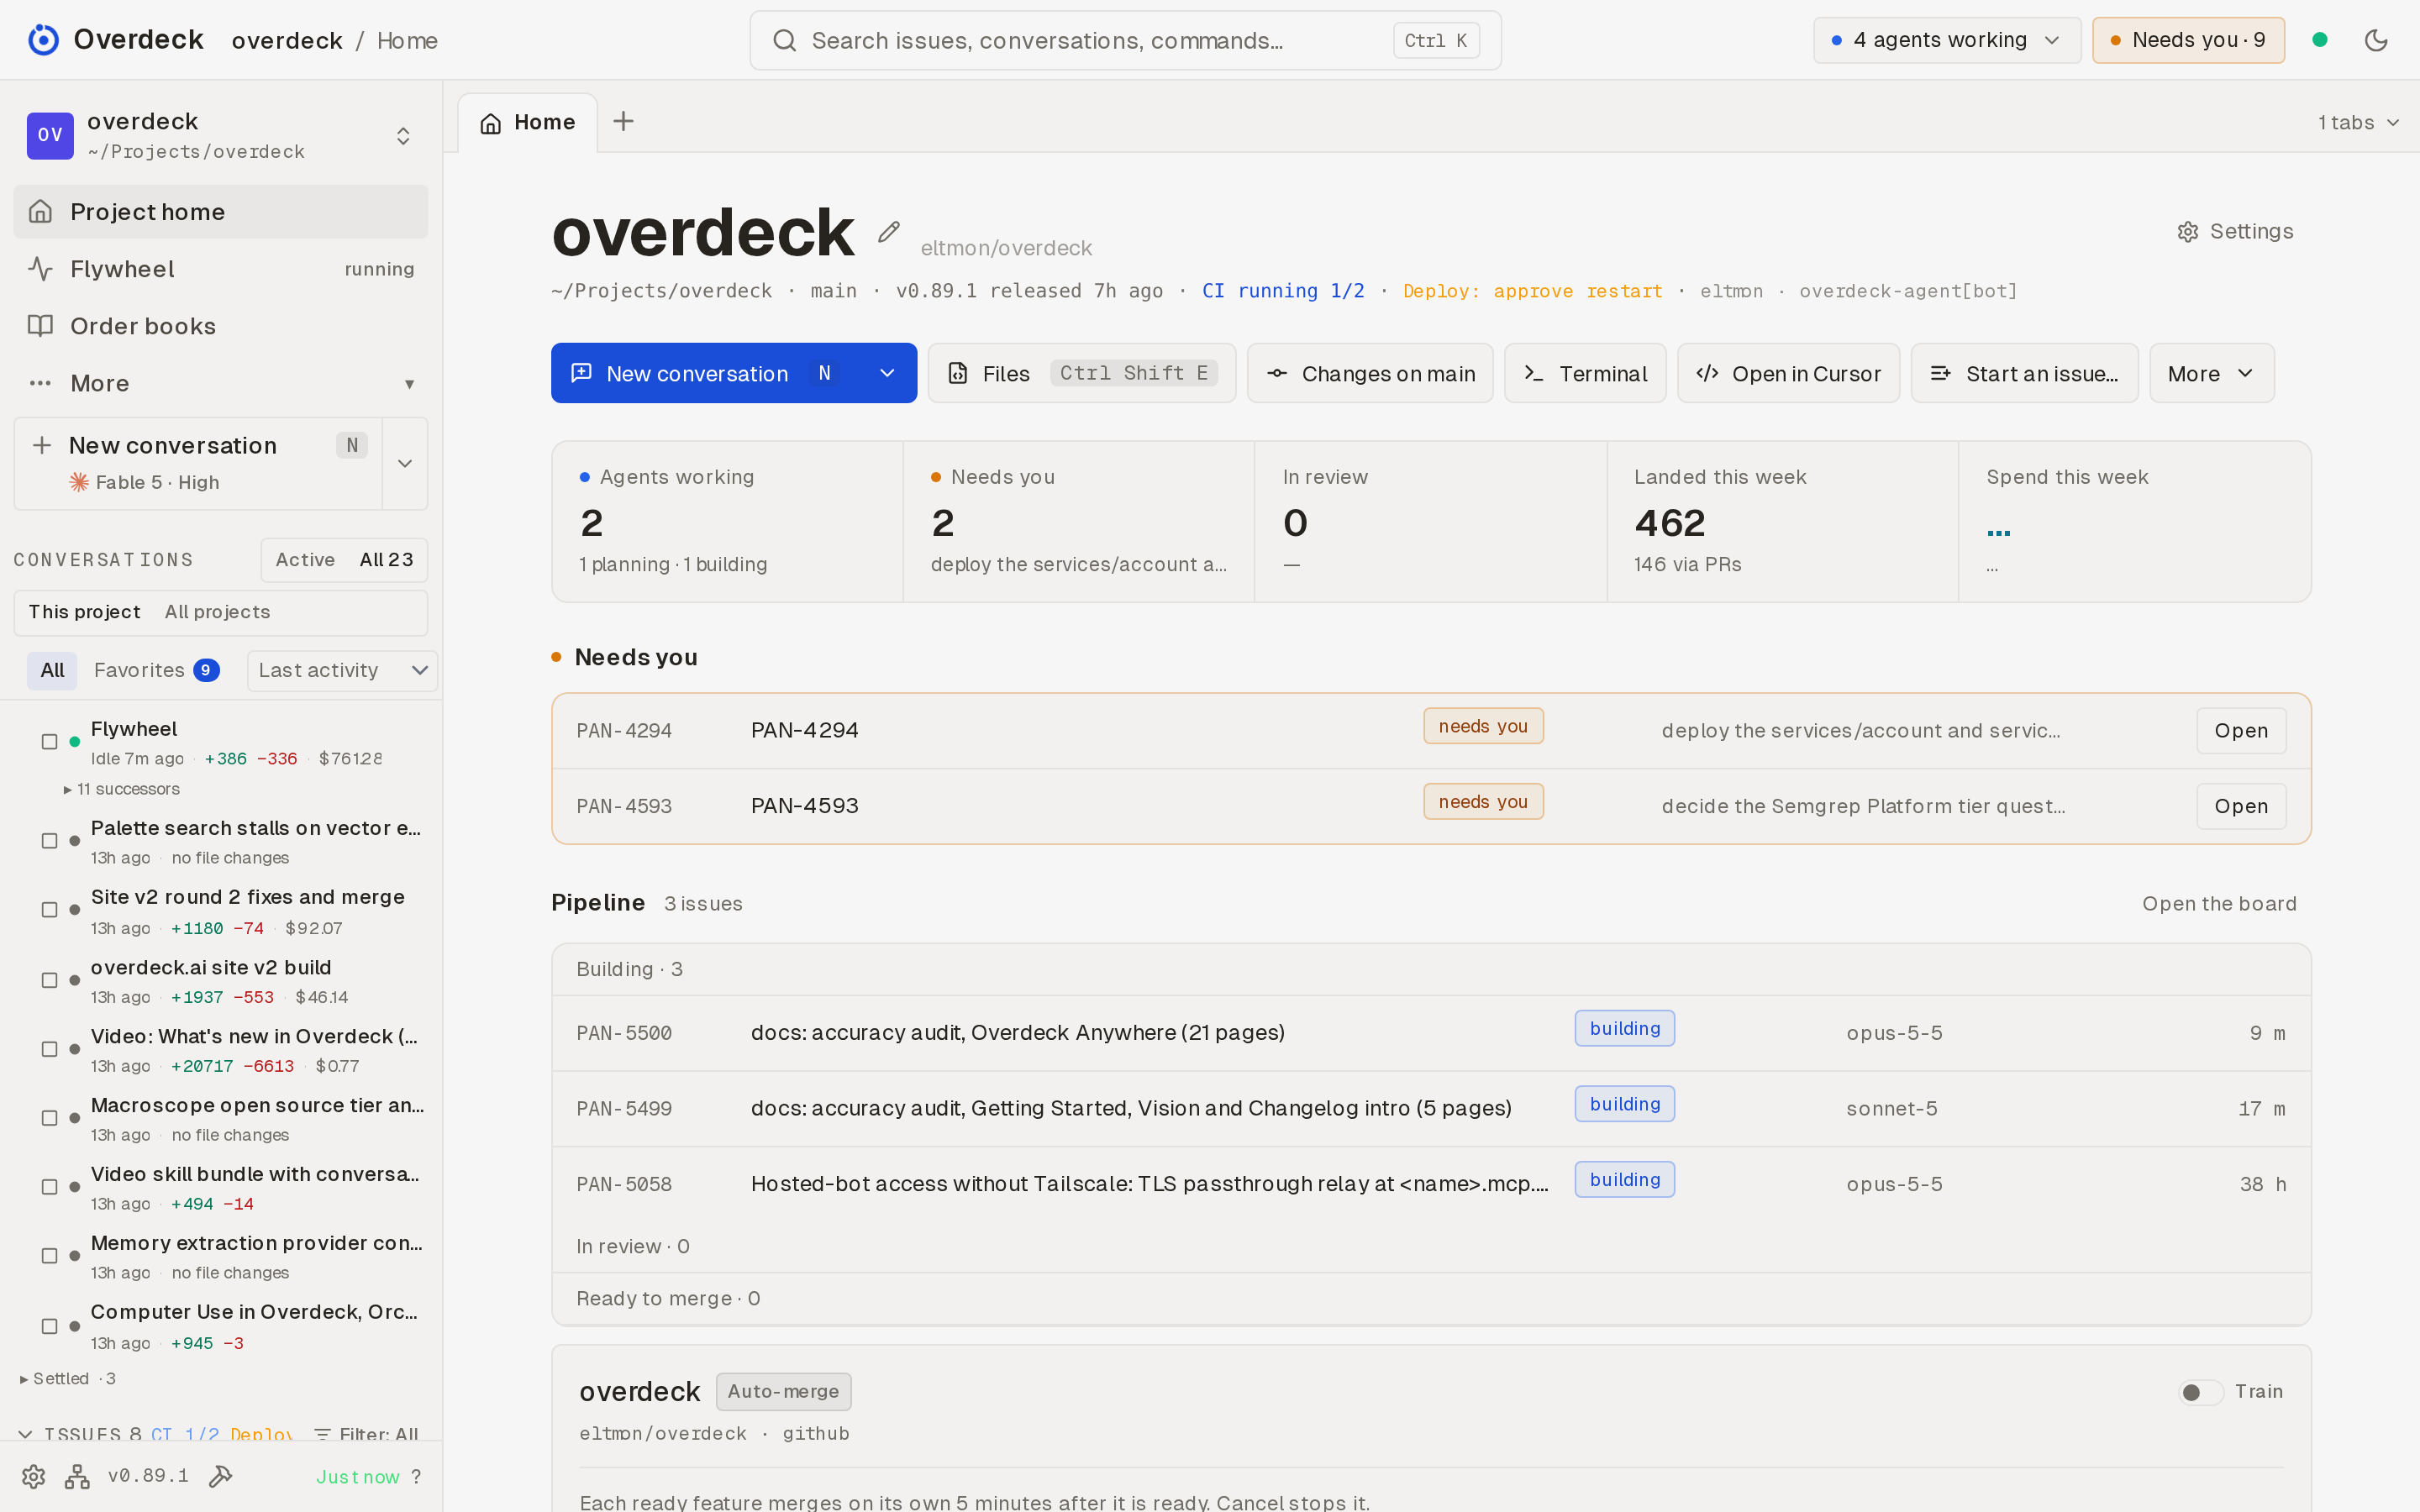 Overdeck overdeck / Home
Search issues, conversations, commands... Ctrl K
4 agents working
Needs you · 9
OV overdeck
~/Projects/overdeck
Project home
Flywheel running
Order books
More
New conversation N
Fable 5 · High
CONVERSATIONS Active All 23
This project All projects
All Favorites 9 Last activity
Flywheel
Idle 7m ago · +386 −336 · $761.28
11 successors
Palette search stalls on vector e...
13h ago · no file changes
Site v2 round 2 fixes and merge
13h ago · +1180 −74 · $92.07
overdeck.ai site v2 build
13h ago · +1937 −553 · $46.14
Video: What's new in Overdeck (...
13h ago · +20717 −6613 · $0.77
Macroscope open source tier an...
13h ago · no file changes
Video skill bundle with conversa...
13h ago · +494 −14
Memory extraction provider con...
13h ago · no file changes
Computer Use in Overdeck, Orc...
13h ago · +945 −3
Settled · 3
ISSUES 8 CI 1/2 Deploy Filter: All
v0.89.1 Just now ?
Home
1 tabs
overdeck eltmon/overdeck
Settings
~/Projects/overdeck · main · v0.89.1 released 7h ago · CI running 1/2 · Deploy: approve restart · eltmon · overdeck-agent[bot]
New conversation N
Files Ctrl Shift E
Changes on main
Terminal
Open in Cursor
Start an issue...
More
Agents working
2
1 planning · 1 building
Needs you
2
deploy the services/account a...
In review
0
—
Landed this week
462
146 via PRs
Spend this week
...
...
Needs you
PAN-4294 PAN-4294 needs you deploy the services/account and servic... Open
PAN-4593 PAN-4593 needs you decide the Semgrep Platform tier quest... Open
Pipeline 3 issues Open the board
Building · 3
PAN-5500 docs: accuracy audit, Overdeck Anywhere (21 pages) building opus-5-5 9 m
PAN-5499 docs: accuracy audit, Getting Started, Vision and Changelog intro (5 pages) building sonnet-5 17 m
PAN-5058 Hosted-bot access without Tailscale: TLS passthrough relay at <name>.mcp.... building opus-5-5 38 h
In review · 0
Ready to merge · 0
overdeck Auto-merge Train
eltmon/overdeck · github
Each ready feature merges on its own 5 minutes after it is ready. Cancel stops it.